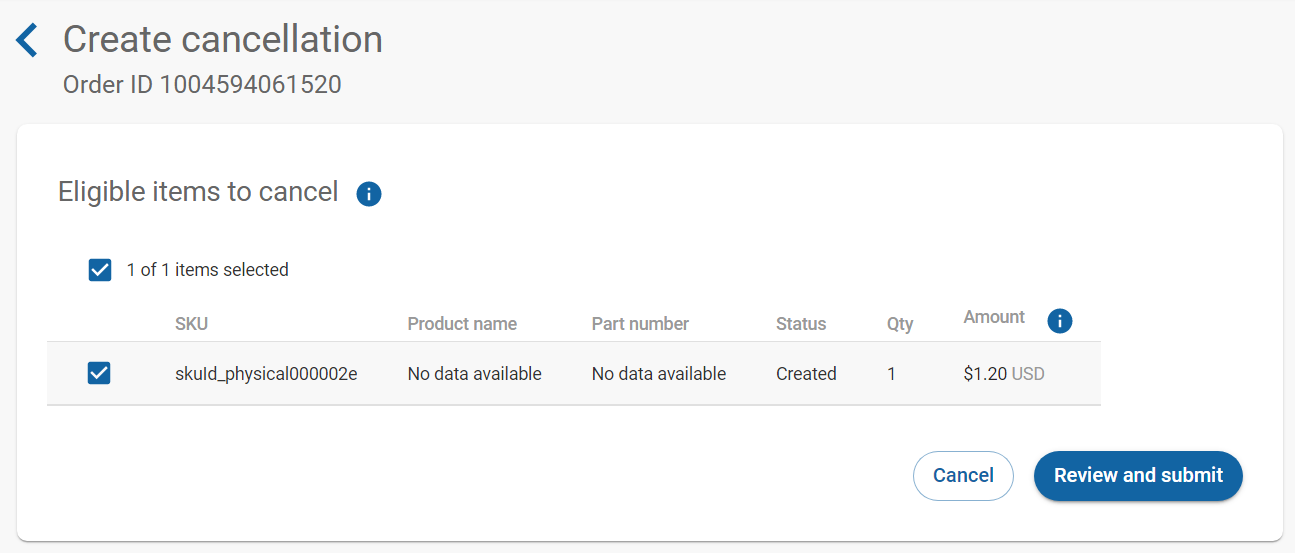 Create cancellation
Order ID 1004594061520
Eligible items to cancel
1 of 1 items selected
SKU Product name Part number Status Qty Amount
skuId_physical000002e No data available No data available Created 1 $1.20 USD
Cancel Review and submit